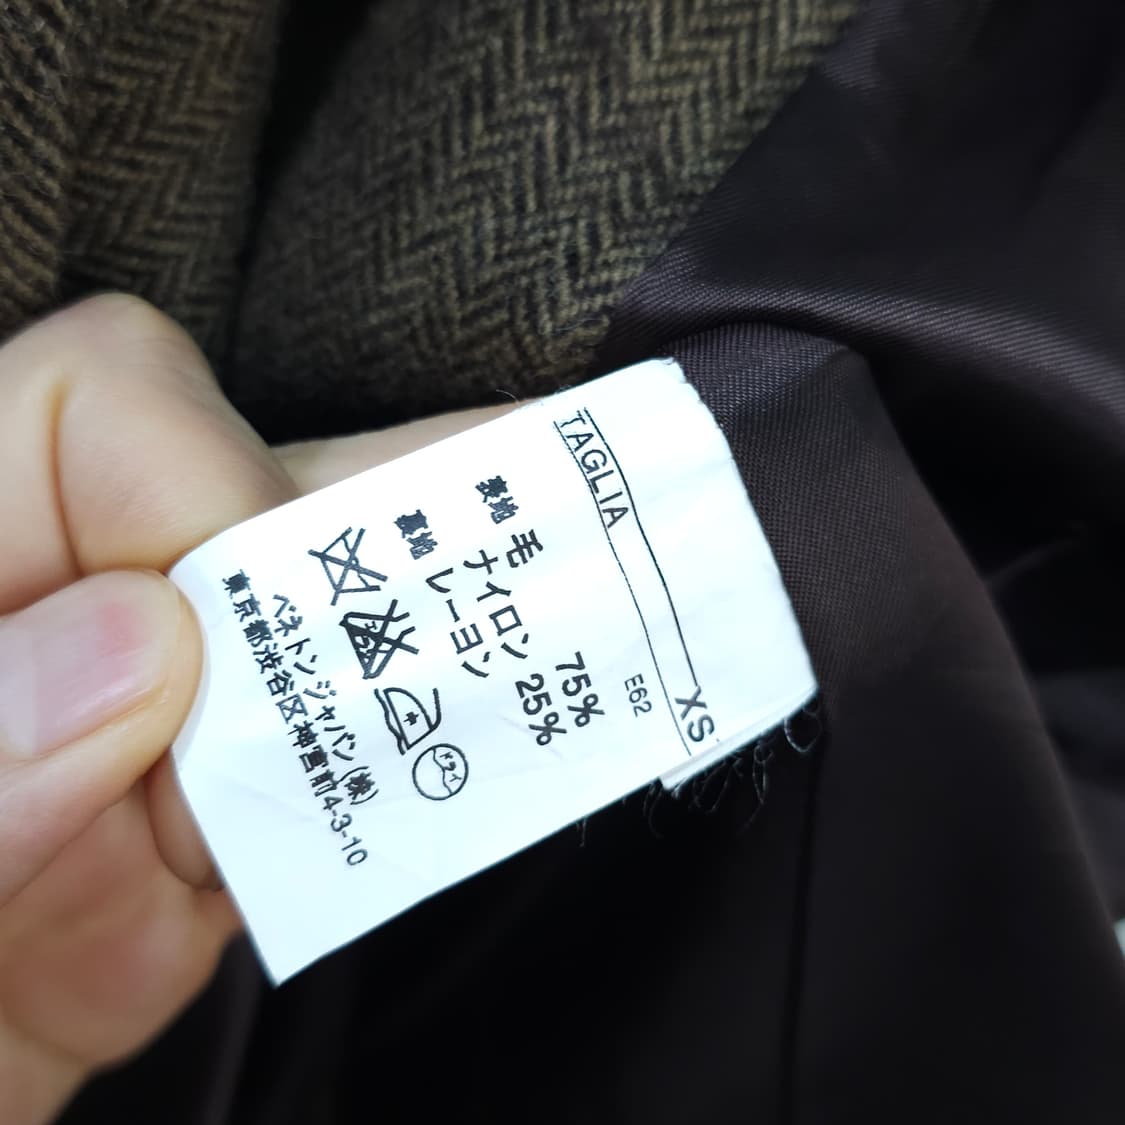 TAGLIA XS
E62
表地 毛 75%
ナイロン 25%
裏地 レーヨン
ドライ
ベネトンジャパン(株)
東京都渋谷区神宮前4-3-10